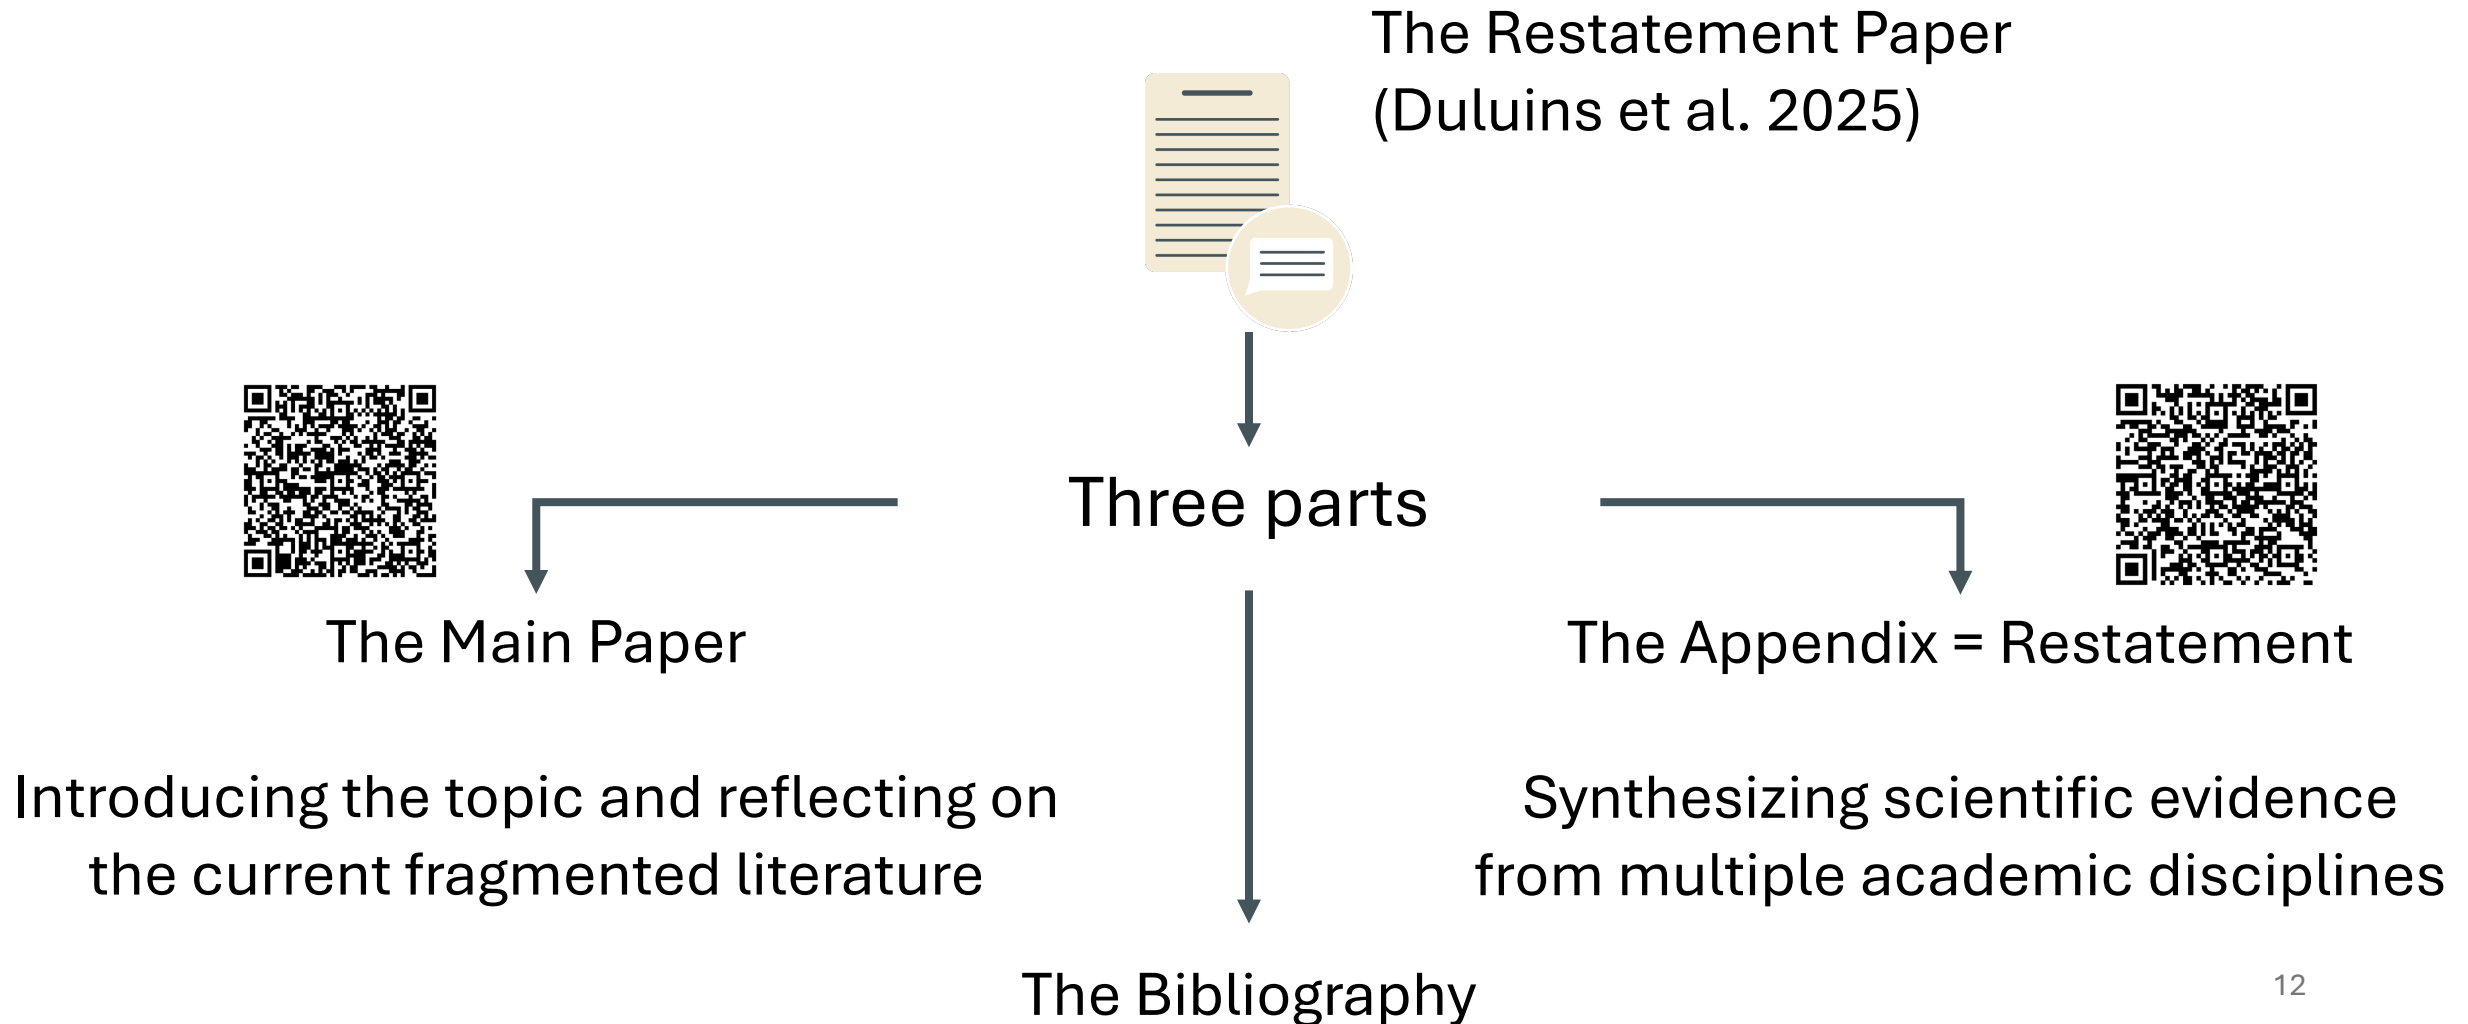 The Restatement Paper
(Duluins et al. 2025)
Three parts
The Main Paper
Introducing the topic and reflecting on
the current fragmented literature
The Appendix = Restatement
Synthesizing scientific evidence
from multiple academic disciplines
The Bibliography
12